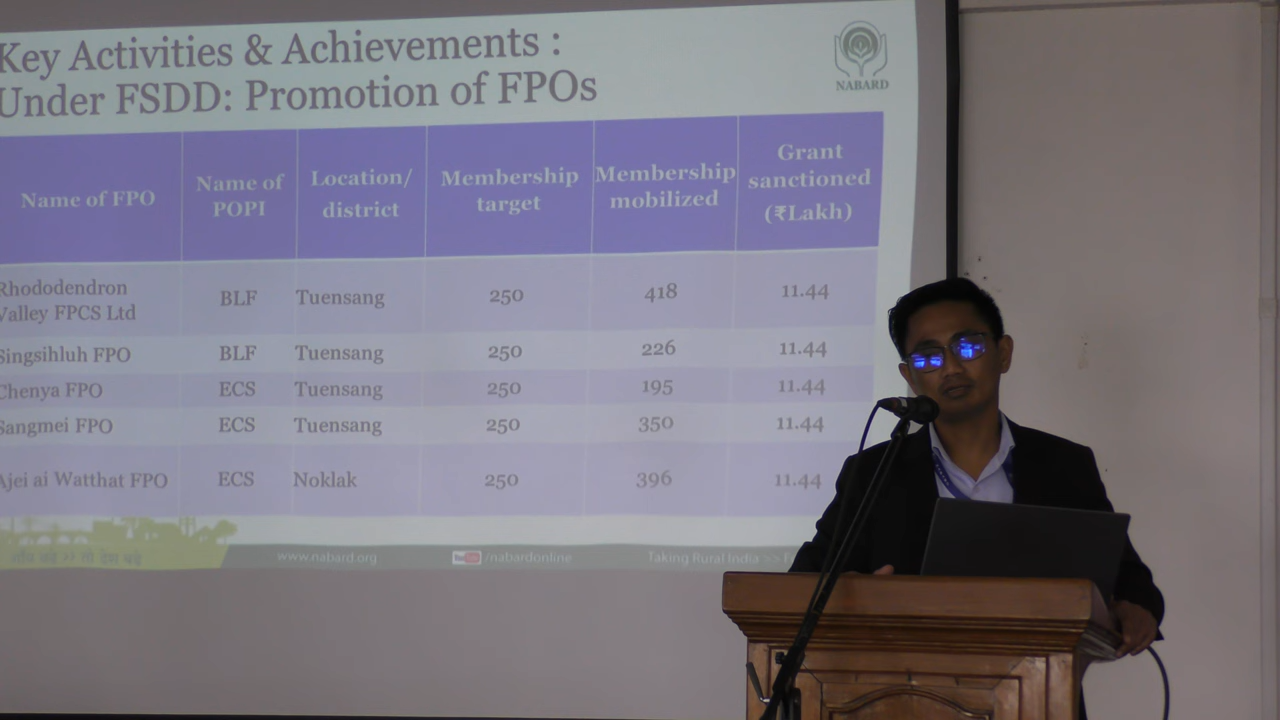 Key Activities & Achievements :
Under FSDD: Promotion of FPOs
NABARD
Name of FPO
Name of
POPI
Location/
district
Membership
target
Membership
mobilized
Grant
sanctioned
(₹Lakh)
Rhododendron
Valley FPCS Ltd
BLF
Tuensang
250
418
11.44
Singsihluh FPO
BLF
Tuensang
250
226
11.44
Chenya FPO
ECS
Tuensang
250
195
11.44
Sangmei FPO
ECS
Tuensang
250
350
11.44
Ajei ai Watthat FPO
ECS
Noklak
250
396
11.44
गाँव बढ़े >> तो देश बढ़े
www.nabard.org
/nabardonline
Taking Rural India >>